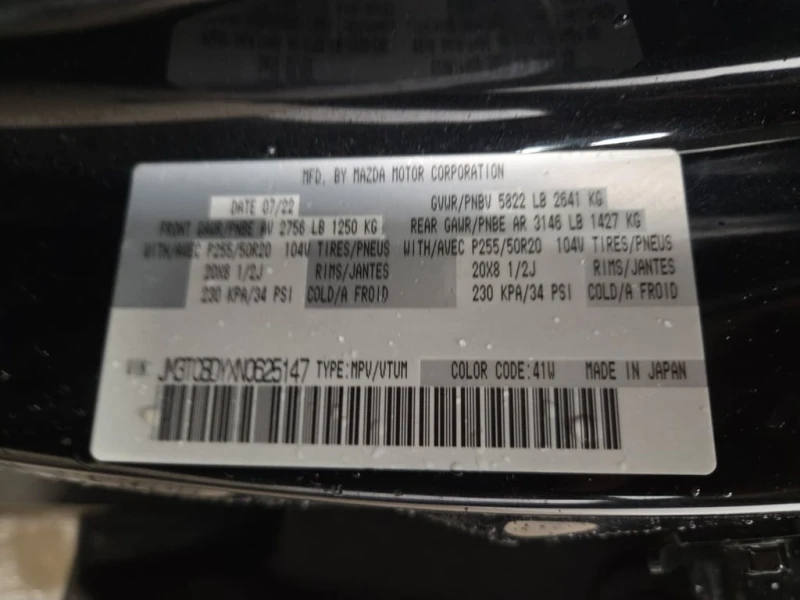 MFD. BY MAZDA MOTOR CORPORATION
DATE 07/22 GVWR/PNBV 5822 LB 2641 KG
FRONT GAWR/PNBE AV 2756 LB 1250 KG REAR GAWR/PNBE AR 3146 LB 1427 KG
WITH/AVEC P255/50R20 104V TIRES/PNEUS WITH/AVEC P255/50R20 104V TIRES/PNEUS
20X8 1/2J RIMS/JANTES 20X8 1/2J RIMS/JANTES
230 KPA/34 PSI COLD/A FROID 230 KPA/34 PSI COLD/A FROID
VIN: TYPE:MPV/VTUM COLOR CODE:41W MADE IN JAPAN